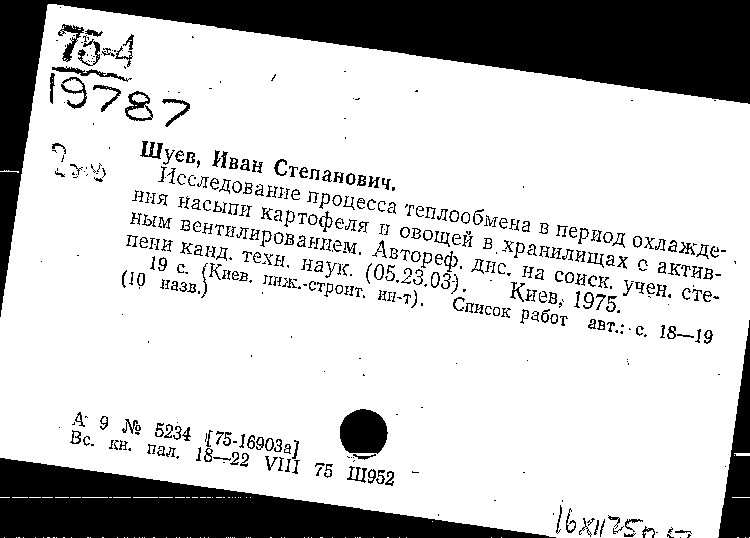 75-4
19787
Шуев, Иван Степанович.
Исследование процесса теплообмена в период охлажде-
ния насыпи картофеля и овощей в хранилищах с актив-
ным вентилированием. Автореф. дис. на соиск. учен. сте-
пени канд. техн. наук. (05.23.03). Киев, 1975.
19 с. (Киев. инж.-строит. ин-т). Список работ авт.: с. 18—19
(10 назв.)
А 9 № 5234 [75-16903а]
Вс. кн. пал. 18—22 VIII 75 Ш952
16 XII 75